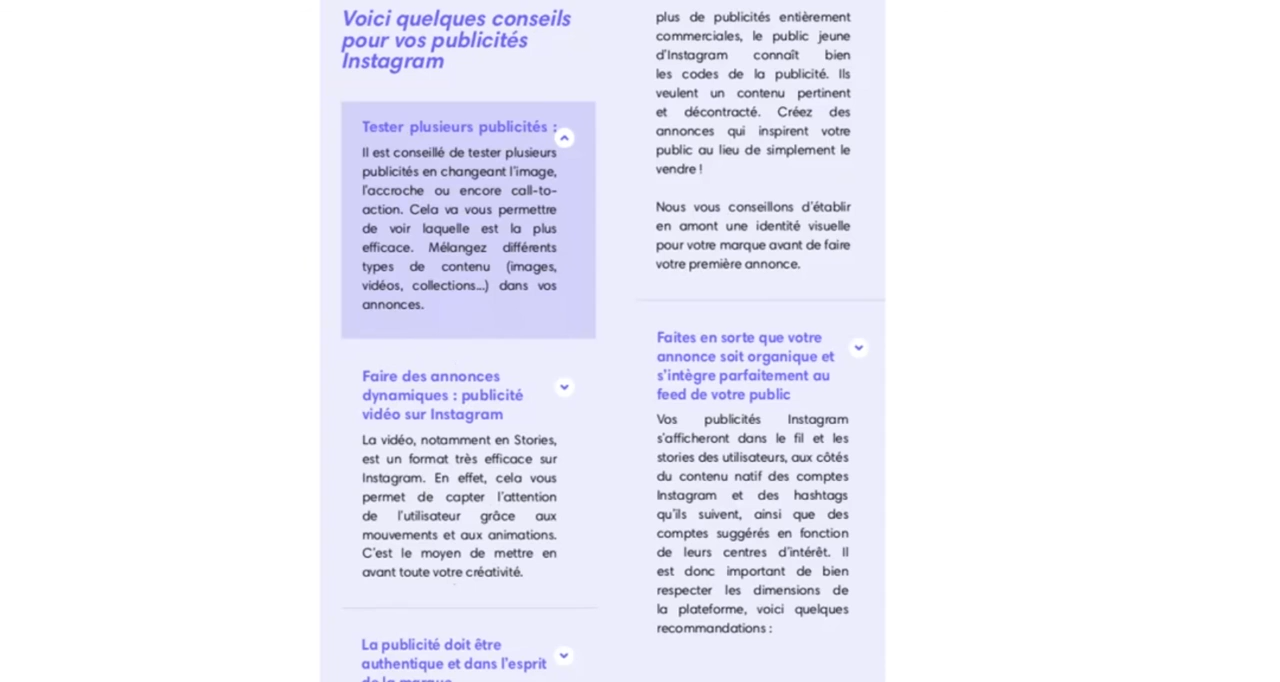 Voici quelques conseils
pour vos publicités
Instagram
Tester plusieurs publicités :
Il est conseillé de tester plusieurs
publicités en changeant l'image,
l'accroche ou encore call-to-
action. Cela va vous permettre
de voir laquelle est la plus
efficace. Mélangez différents
types de contenu (images,
vidéos, collections...) dans vos
annonces.
Faire des annonces
dynamiques : publicité
vidéo sur Instagram
La vidéo, notamment en Stories,
est un format très efficace sur
Instagram. En effet, cela vous
permet de capter l'attention
de l'utilisateur grâce aux
mouvements et aux animations.
C'est le moyen de mettre en
avant toute votre créativité.
La publicité doit être
authentique et dans l'esprit
de la marque
plus de publicités entièrement
commerciales, le public jeune
d'Instagram connaît bien
les codes de la publicité. Ils
veulent un contenu pertinent
et décontracté. Créez des
annonces qui inspirent votre
public au lieu de simplement le
vendre !
Nous vous conseillons d'établir
en amont une identité visuelle
pour votre marque avant de faire
votre première annonce.
Faites en sorte que votre
annonce soit organique et
s'intègre parfaitement au
feed de votre public
Vos publicités Instagram
s'afficheront dans le fil et les
stories des utilisateurs, aux côtés
du contenu natif des comptes
Instagram et des hashtags
qu'ils suivent, ainsi que des
comptes suggérés en fonction
de leurs centres d'intérêt. Il
est donc important de bien
respecter les dimensions de
la plateforme, voici quelques
recommandations :